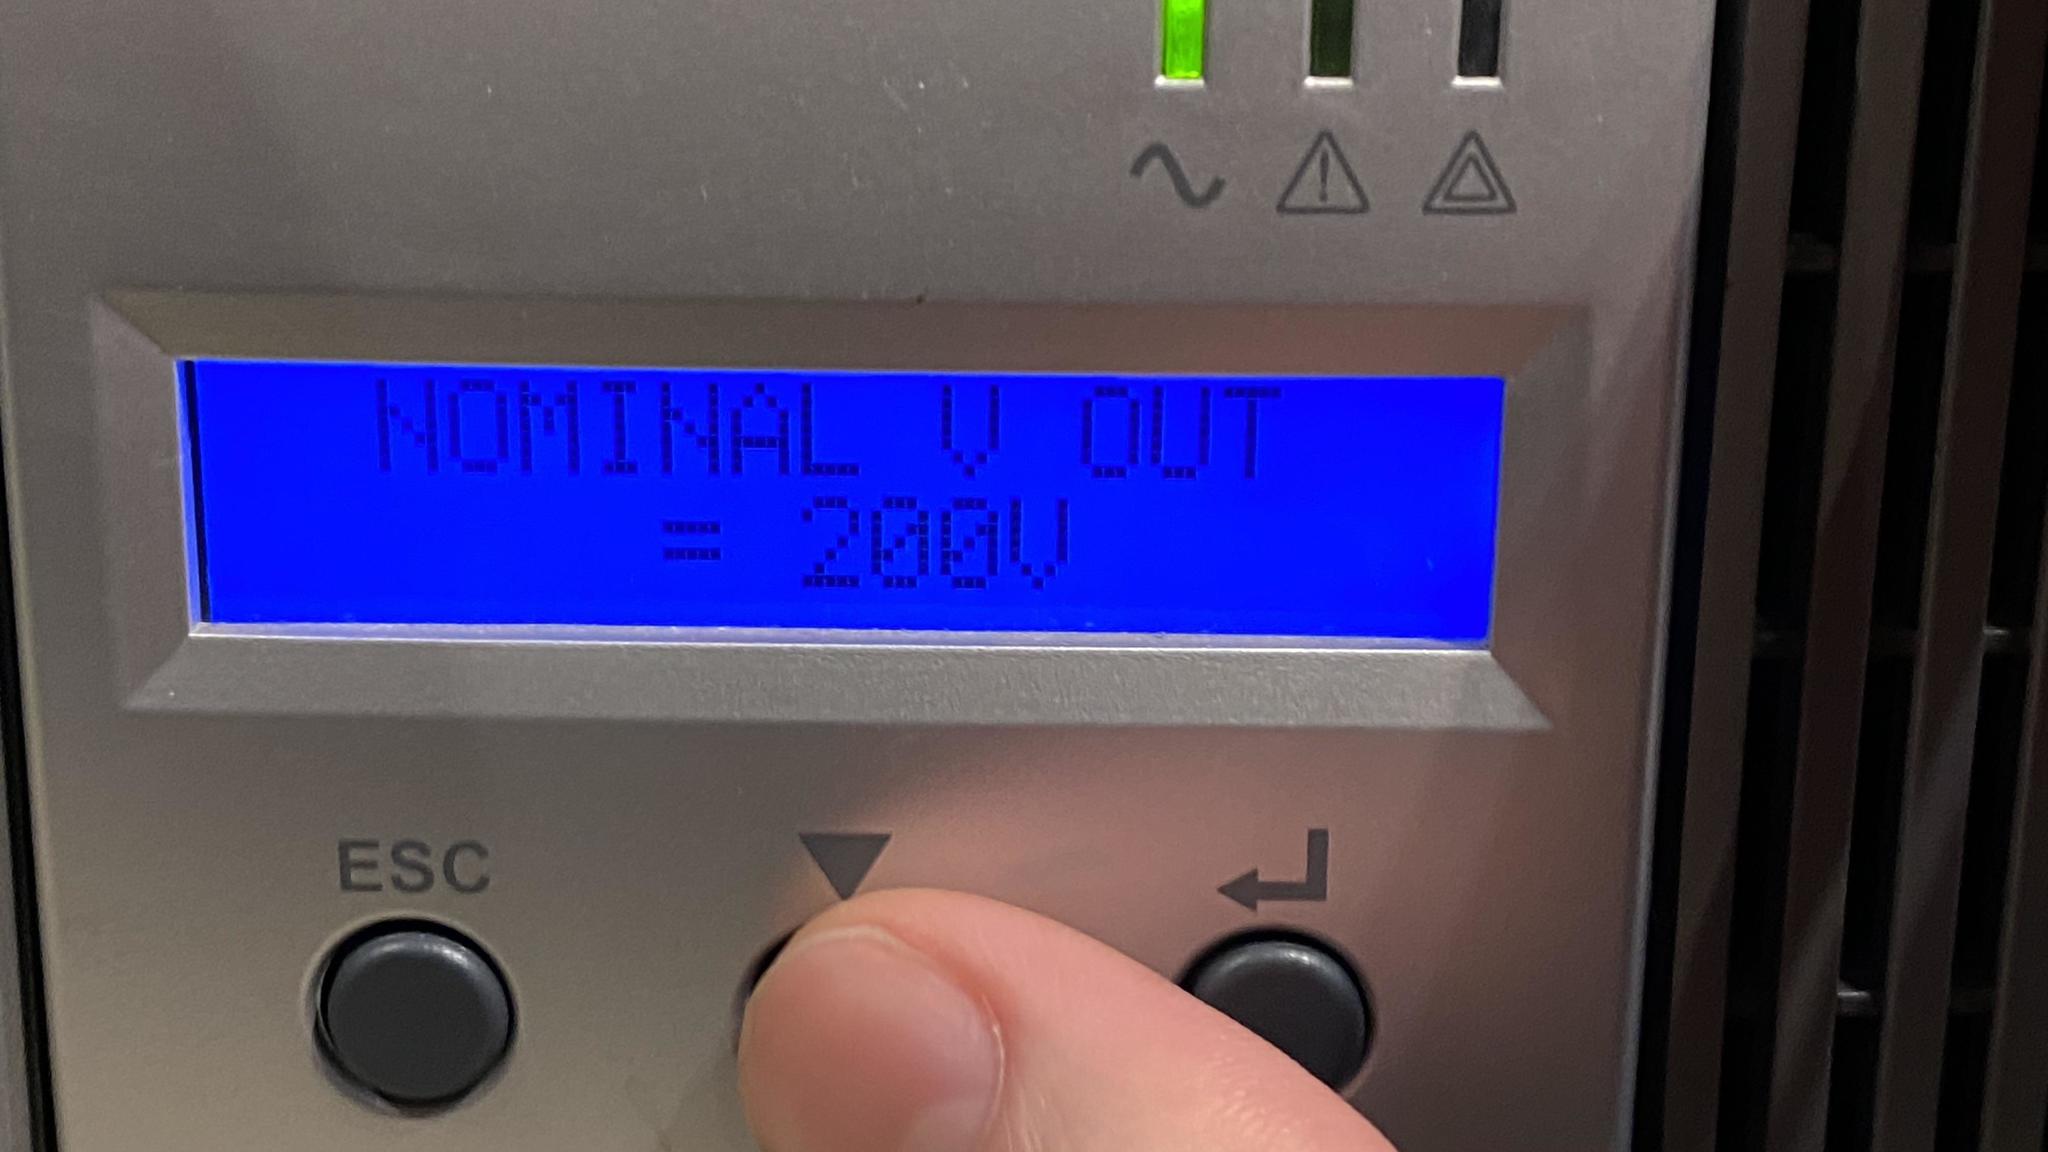 NOMINAL V OUT
= 200V
ESC